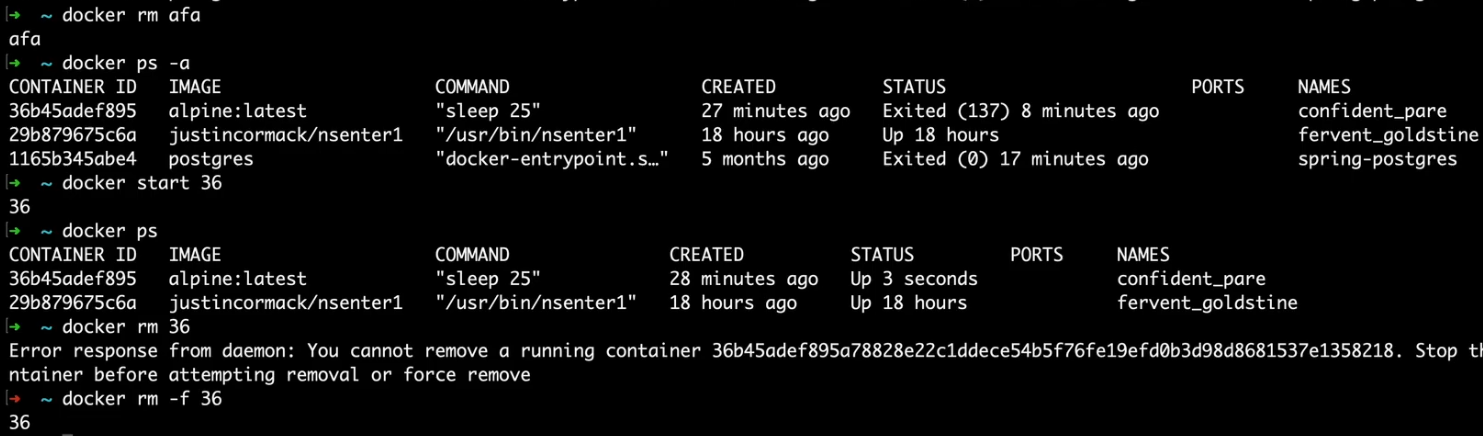 ➜  ~ docker rm afa
afa
➜  ~ docker ps -a
CONTAINER ID   IMAGE                    COMMAND                  CREATED          STATUS                       PORTS     NAMES
36b45adef895   alpine:latest            "sleep 25"               27 minutes ago   Exited (137) 8 minutes ago             confident_pare
29b879675c6a   justincormack/nsenter1   "/usr/bin/nsenter1"      18 hours ago     Up 18 hours                            fervent_goldstine
1165b345abe4   postgres                 "docker-entrypoint.s…"   5 months ago     Exited (0) 17 minutes ago              spring-postgres
➜  ~ docker start 36
36
➜  ~ docker ps
CONTAINER ID   IMAGE                    COMMAND                CREATED          STATUS         PORTS     NAMES
36b45adef895   alpine:latest            "sleep 25"             28 minutes ago   Up 3 seconds             confident_pare
29b879675c6a   justincormack/nsenter1   "/usr/bin/nsenter1"    18 hours ago     Up 18 hours              fervent_goldstine
➜  ~ docker rm 36
Error response from daemon: You cannot remove a running container 36b45adef895a78828e22c1ddece54b5f76fe19efd0b3d98d8681537e1358218. Stop th
ntainer before attempting removal or force remove
➜  ~ docker rm -f 36
36